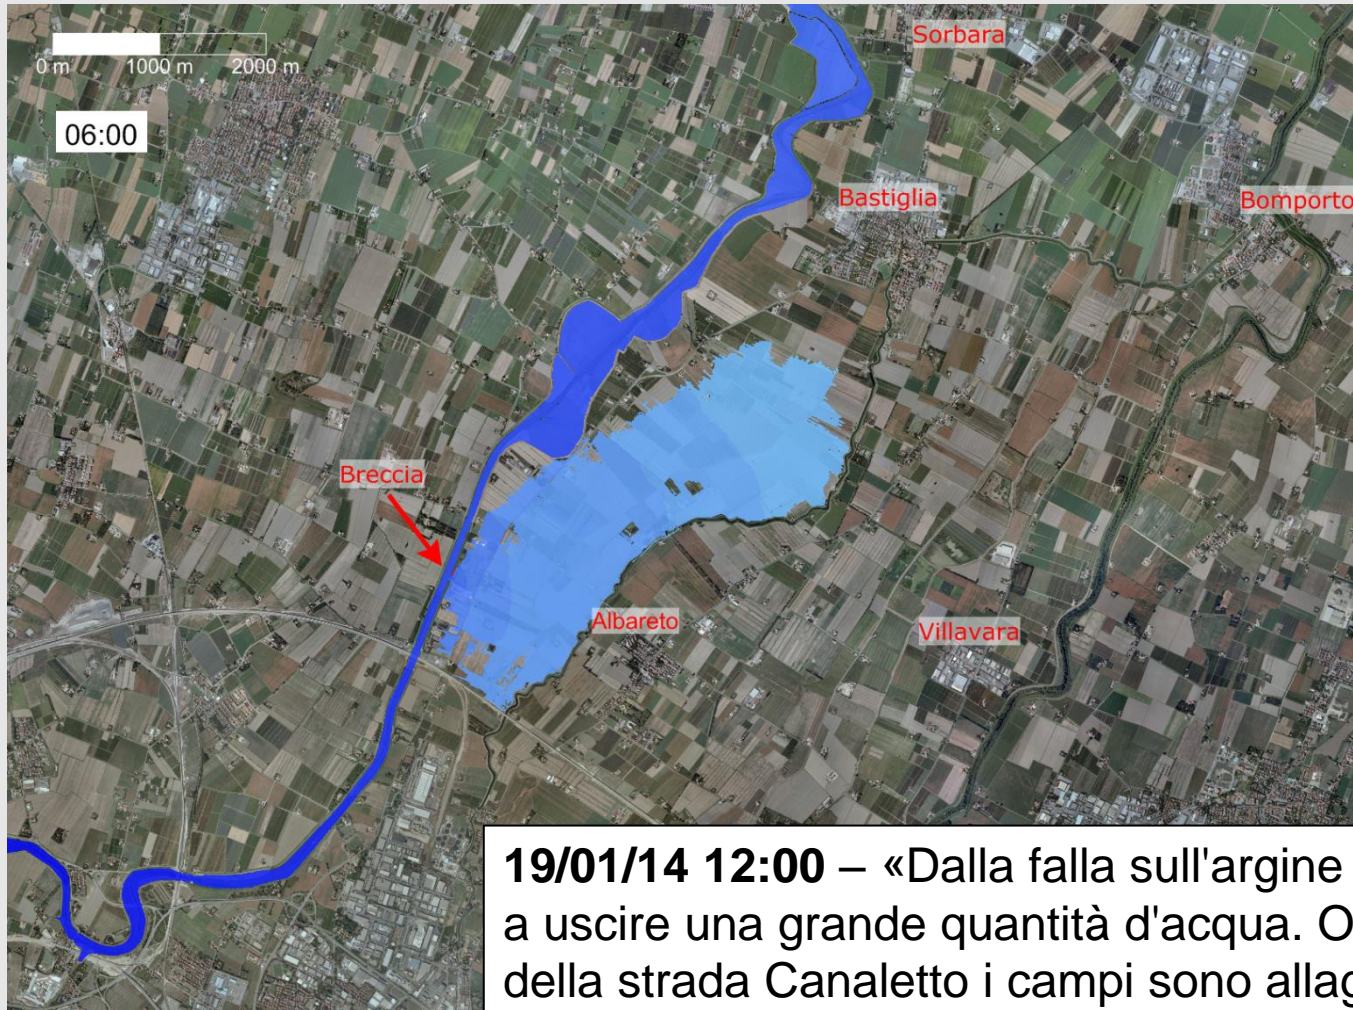 Sorbara
0 m 1000 m 2000 m
06:00
Bastiglia
Bomporto
Breccia
Albareto
Villavara
19/01/14 12:00 – «Dalla falla sull'argine
a uscire una grande quantità d'acqua. O
della strada Canaletto i campi sono allag